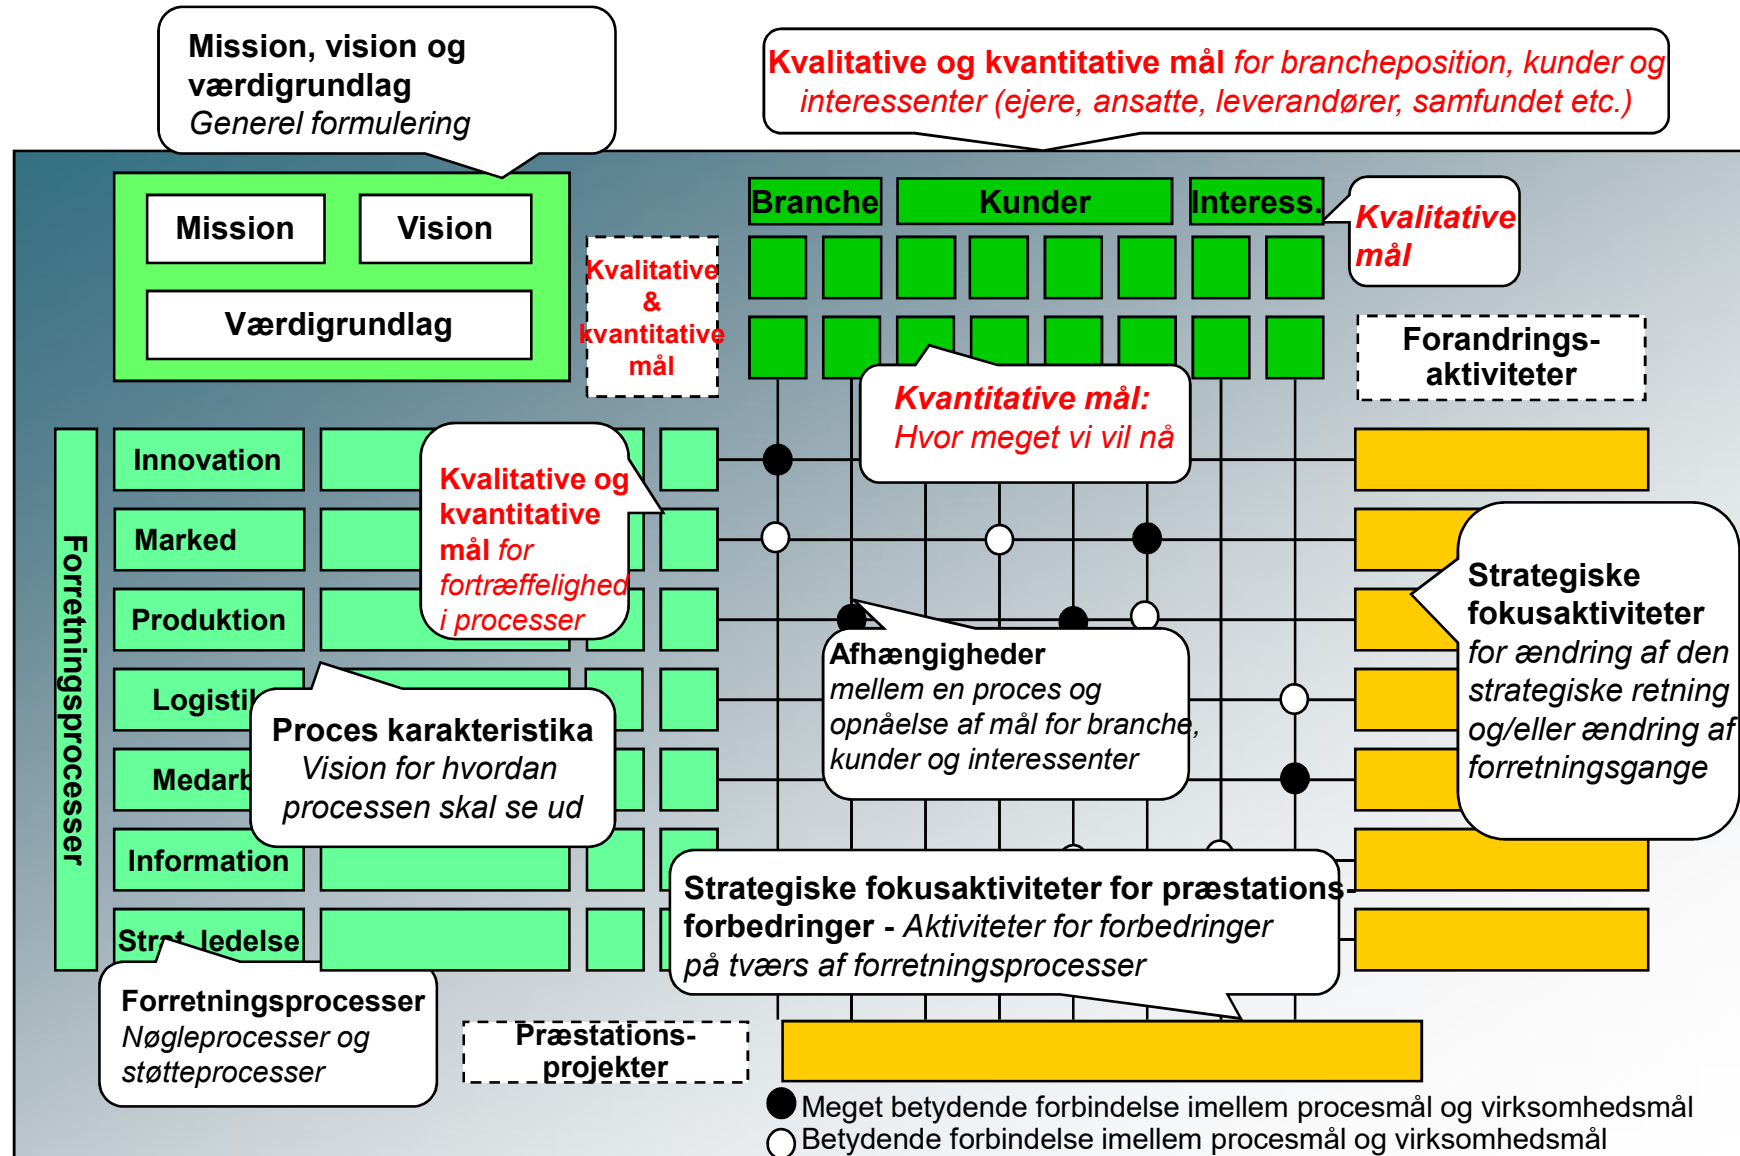 Mission, vision og
værdigrundlag
Generel formulering
Kvalitative og kvantitative mål for brancheposition, kunder og
interessenter (ejere, ansatte, leverandører, samfundet etc.)
Mission
Vision
Værdigrundlag
Kvalitative
&
kvantitative
mål
Branche
Kunder
Interess.
Kvalitative
mål
Forandrings-
aktiviteter
Kvantitative mål:
Hvor meget vi vil nå
Forretningsprocesser
Innovation
Marked
Produktion
Logistik
Medarb
Information
Strat. ledelse
Kvalitative og
kvantitative
mål for
fortræffelighed
i processer
Proces karakteristika
Vision for hvordan
processen skal se ud
Afhængigheder
mellem en proces og
opnåelse af mål for branche,
kunder og interessenter
Strategiske
fokusaktiviteter
for ændring af den
strategiske retning
og/eller ændring af
forretningsgange
Strategiske fokusaktiviteter for præstations-
forbedringer - Aktiviteter for forbedringer
på tværs af forretningsprocesser
Forretningsprocesser
Nøgleprocesser og
støtteprocesser
Præstations-
projekter
Meget betydende forbindelse imellem procesmål og virksomhedsmål
Betydende forbindelse imellem procesmål og virksomhedsmål